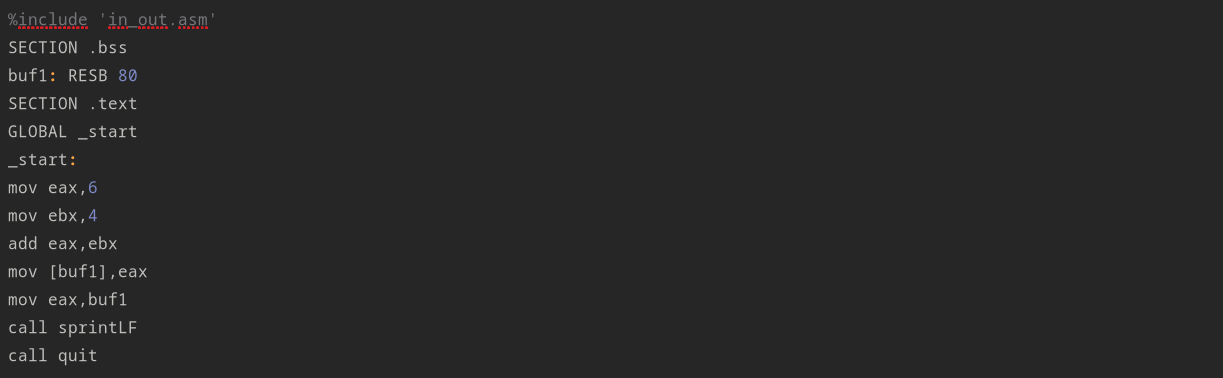 %include 'in_out.asm'
SECTION .bss
buf1: RESB 80
SECTION .text
GLOBAL _start
_start:
mov eax,6
mov ebx,4
add eax,ebx
mov [buf1],eax
mov eax,buf1
call sprintLF
call quit